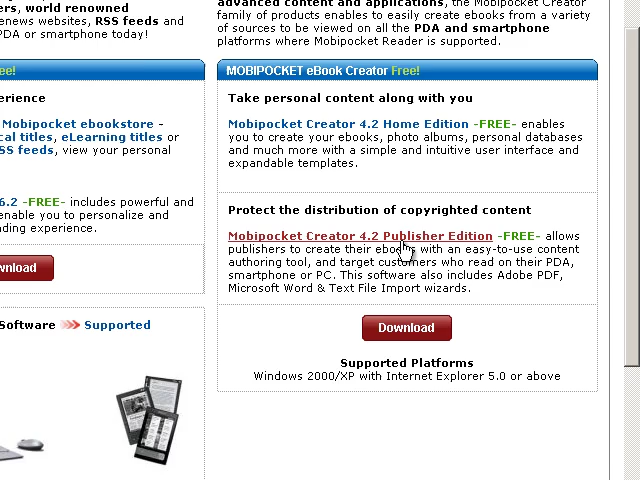 ers, world renowned
enews websites, RSS feeds and
PDA or smartphone today!
advanced content and applications, the Mobipocket Creator
family of products enables to easily create ebooks from a variety
of sources to be viewed on all the PDA and smartphone
platforms where Mobipocket Reader is supported.
ee!
erience
Mobipocket ebookstore -
cal titles, eLearning titles or
SS feeds, view your personal
6.2 -FREE- includes powerful and
enable you to personalize and
ding experience.
wnload
Software Supported
MOBIPOCKET eBook Creator Free!
Take personal content along with you
Mobipocket Creator 4.2 Home Edition -FREE- enables
you to create your ebooks, photo albums, personal databases
and much more with a simple and intuitive user interface and
expandable templates.
Protect the distribution of copyrighted content
Mobipocket Creator 4.2 Publisher Edition -FREE- allows
publishers to create their ebooks with an easy-to-use content
authoring tool, and target customers who read on their PDA,
smartphone or PC. This software also includes Adobe PDF,
Microsoft Word & Text File Import wizards.
Download
Supported Platforms
Windows 2000/XP with Internet Explorer 5.0 or above